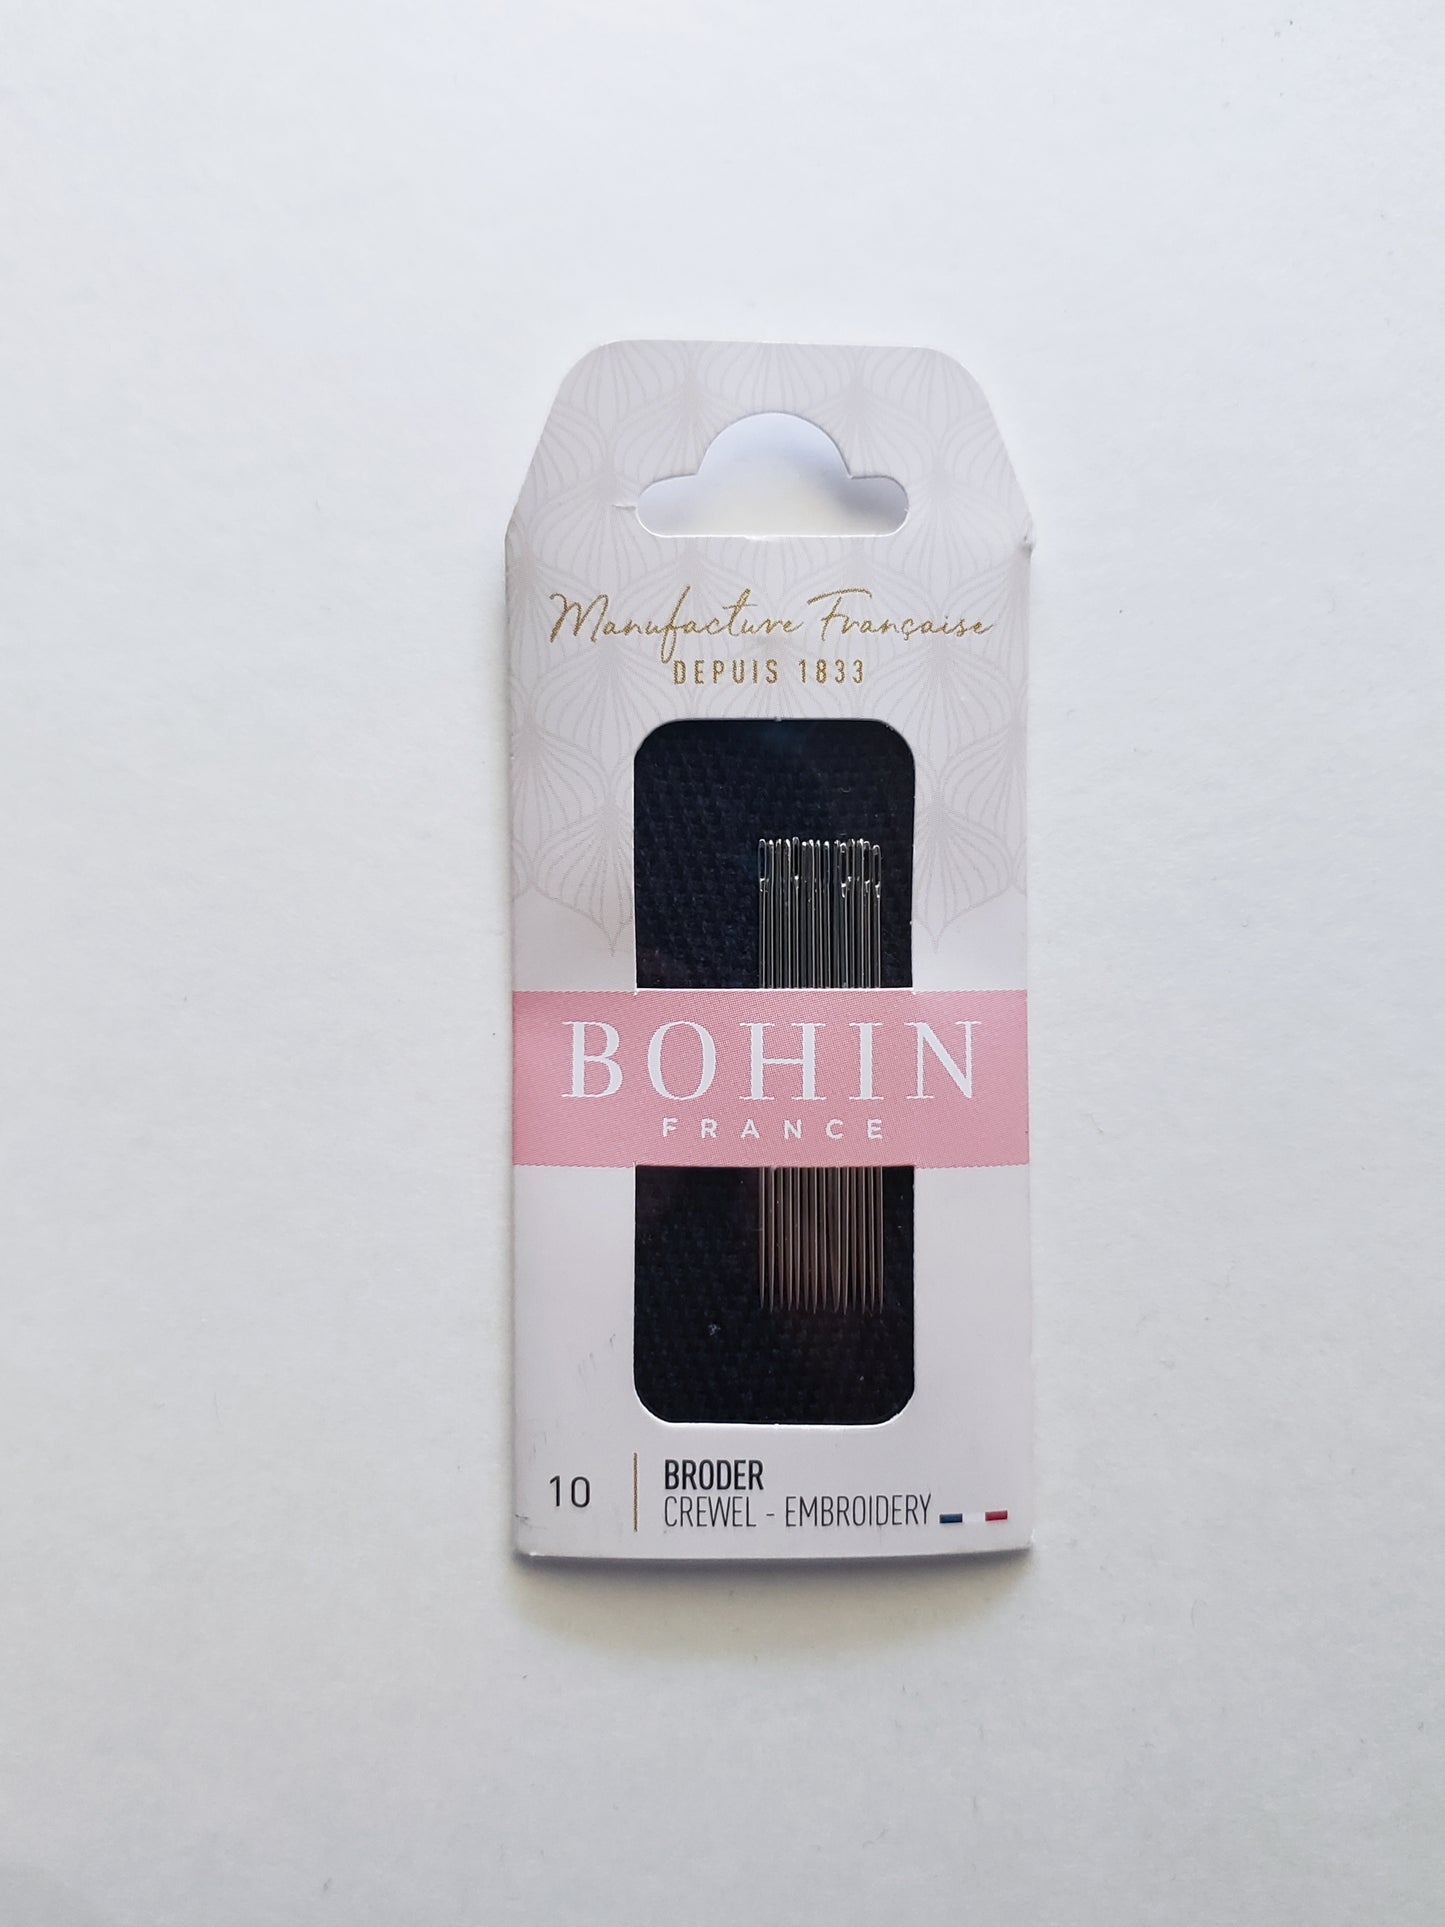 Manufacture Française
DEPUIS 1833
BOHIN
FRANCE
10
BRODER
CREWEL - EMBROIDERY